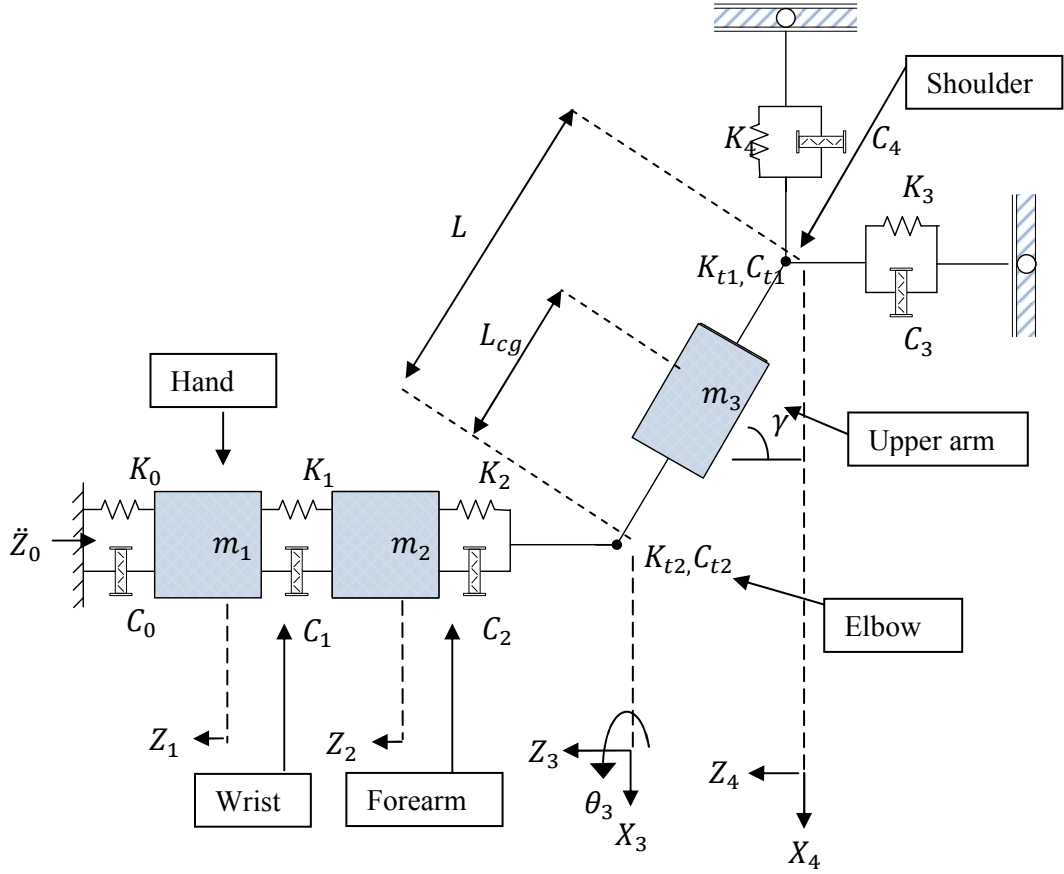 Shoulder
K₄
C₄
K₃
L
Kₜ₁,Cₜ₁
L_cg
C₃
Hand
m₃
γ
Upper arm
K₀
K₁
K₂
Z̈₀
m₁
m₂
Kₜ₂,Cₜ₂
C₀
C₁
C₂
Elbow
Z₁
Z₂
Z₃
Z₄
Wrist
Forearm
θ₃
X₃
X₄